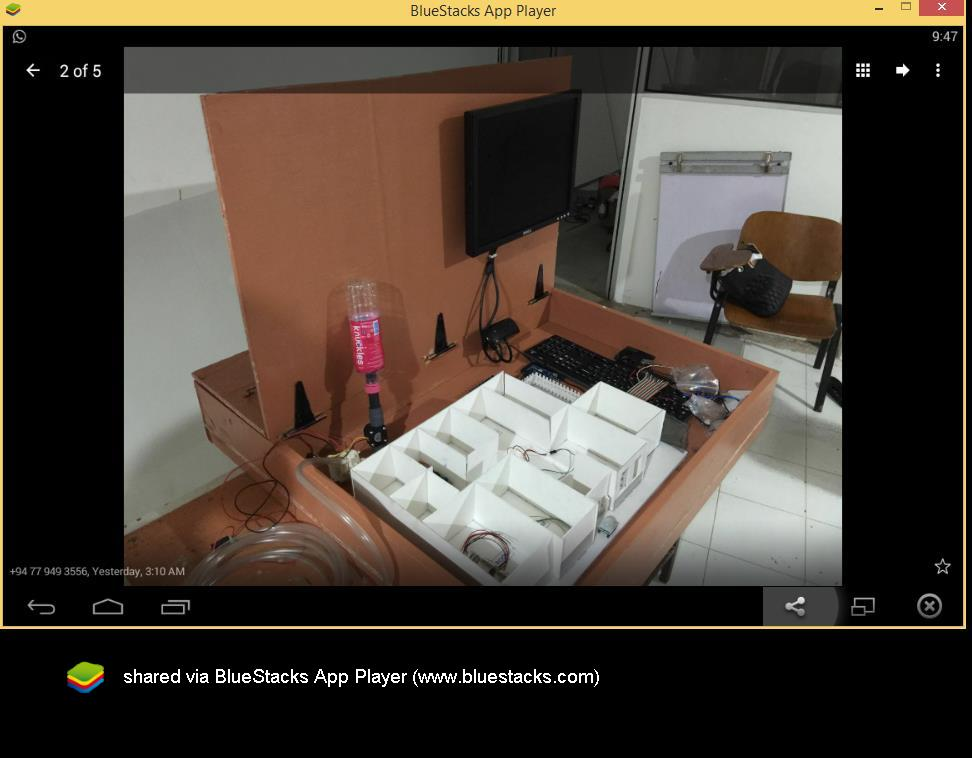 BlueStacks App Player
9:47
2 of 5
DELL
knuckles
+94 77 949 3556, Yesterday, 3:10 AM
shared via BlueStacks App Player (www.bluestacks.com)